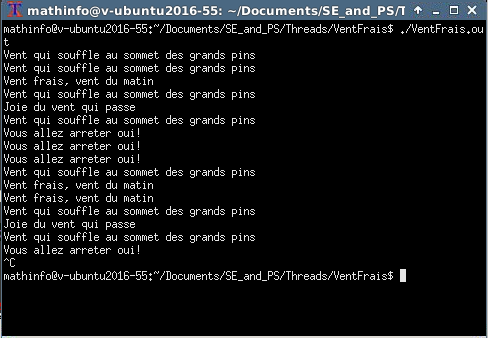 mathinfo@v-ubuntu2016-55: ~/Documents/SE_and_PS/T
mathinfo@v-ubuntu2016-55:~/Documents/SE_and_PS/Threads/VentFrais$ ./VentFrais.ou
t
Vent qui souffle au sommet des grands pins
Vent qui souffle au sommet des grands pins
Vent frais, vent du matin
Vent qui souffle au sommet des grands pins
Joie du vent qui passe
Vent qui souffle au sommet des grands pins
Vous allez arreter oui!
Vous allez arreter oui!
Vous allez arreter oui!
Vent qui souffle au sommet des grands pins
Vent frais, vent du matin
Vent frais, vent du matin
Vent qui souffle au sommet des grands pins
Joie du vent qui passe
Vent qui souffle au sommet des grands pins
Vous allez arreter oui!
^C
mathinfo@v-ubuntu2016-55:~/Documents/SE_and_PS/Threads/VentFrais$